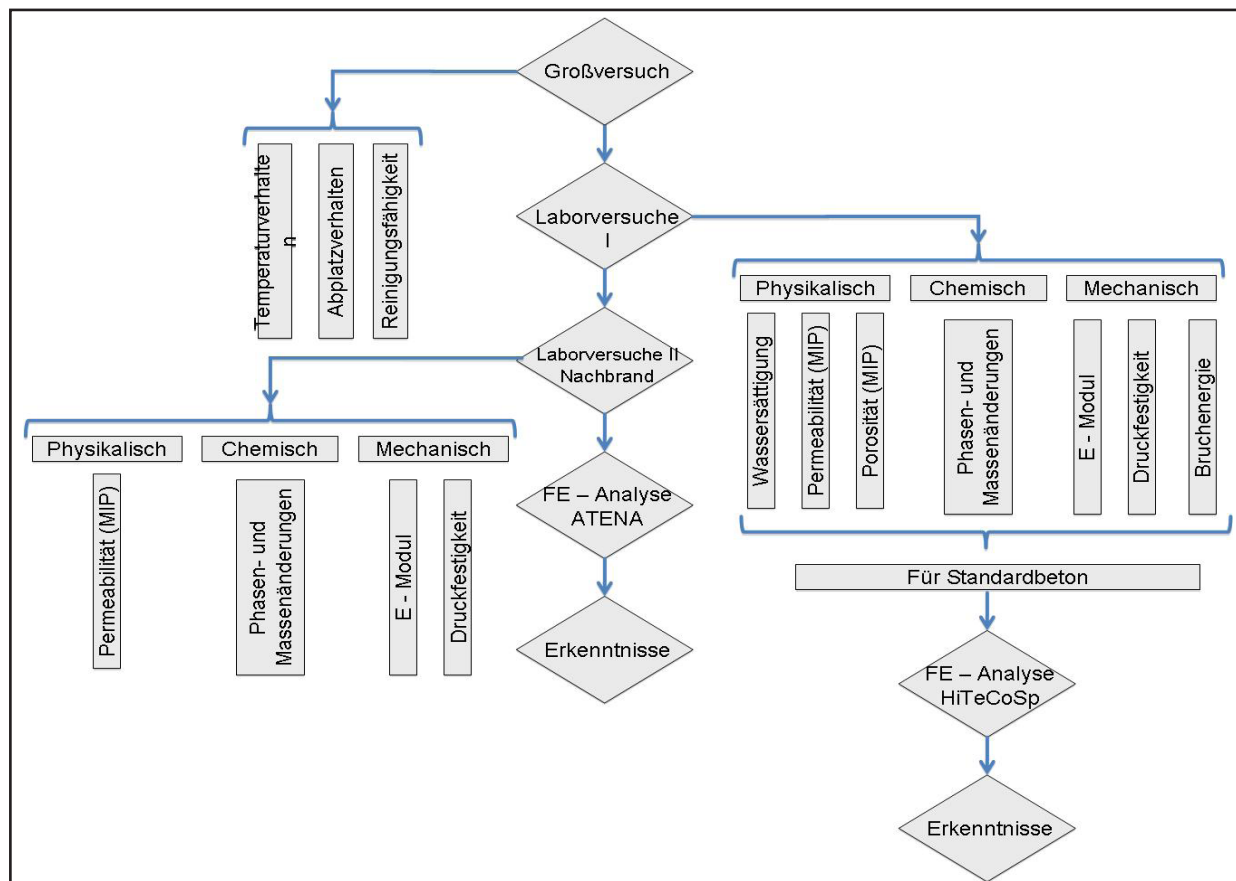 Großversuch
Temperaturverhalte
n
Abplatzverhalten
Reinigungsfähigkeit
Laborversuche
I
Physikalisch
Chemisch
Mechanisch
Wassersättigung
Permeabilität (MIP)
Porosität (MIP)
Phasen- und
Massenänderungen
E - Modul
Druckfestigkeit
Bruchenergie
Laborversuche II
Nachbrand
Physikalisch
Chemisch
Mechanisch
Permeabilität (MIP)
Phasen- und
Massenänderungen
E - Modul
Druckfestigkeit
FE – Analyse
ATENA
Erkenntnisse
Für Standardbeton
FE – Analyse
HiTeCoSp
Erkenntnisse